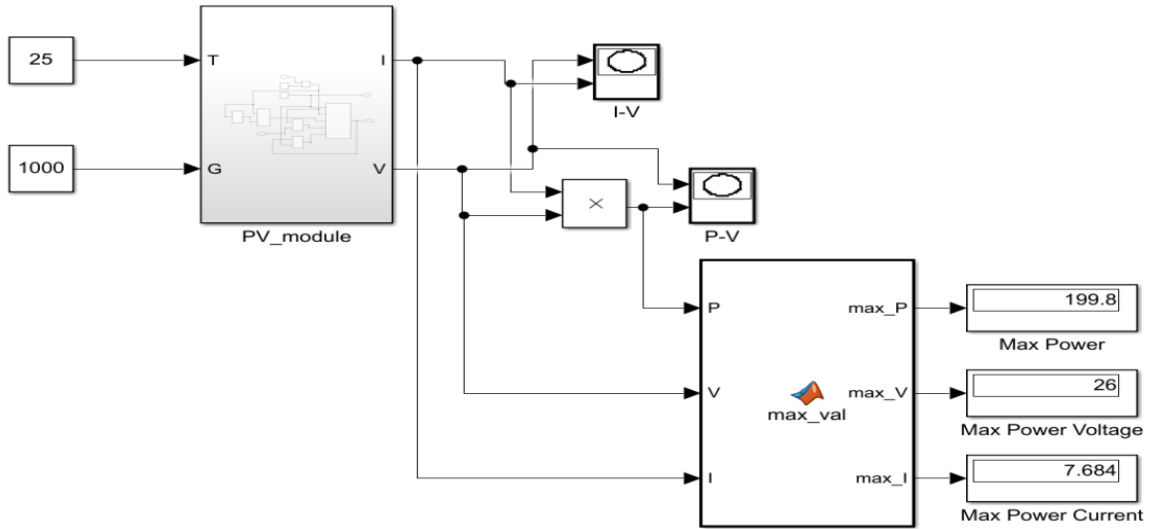 25
T
I
I-V
1000
G
V
×
PV_module
P-V
P
max_P
199.8
Max Power
V
max_val
max_V
26
Max Power Voltage
I
max_I
7.684
Max Power Current